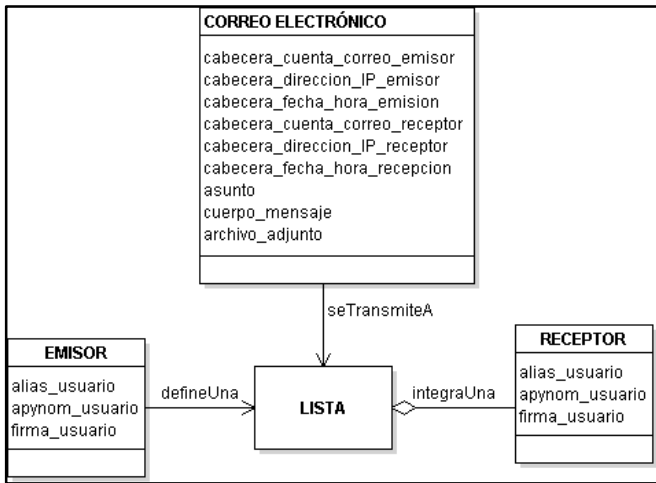 CORREO ELECTRÓNICO
cabecera_cuenta_correo_emisor
cabecera_direccion_IP_emisor
cabecera_fecha_hora_emision
cabecera_cuenta_correo_receptor
cabecera_direccion_IP_receptor
cabecera_fecha_hora_recepcion
asunto
cuerpo_mensaje
archivo_adjunto
seTransmiteA
EMISOR
alias_usuario
apynom_usuario
firma_usuario
defineUna
LISTA
integraUna
RECEPTOR
alias_usuario
apynom_usuario
firma_usuario